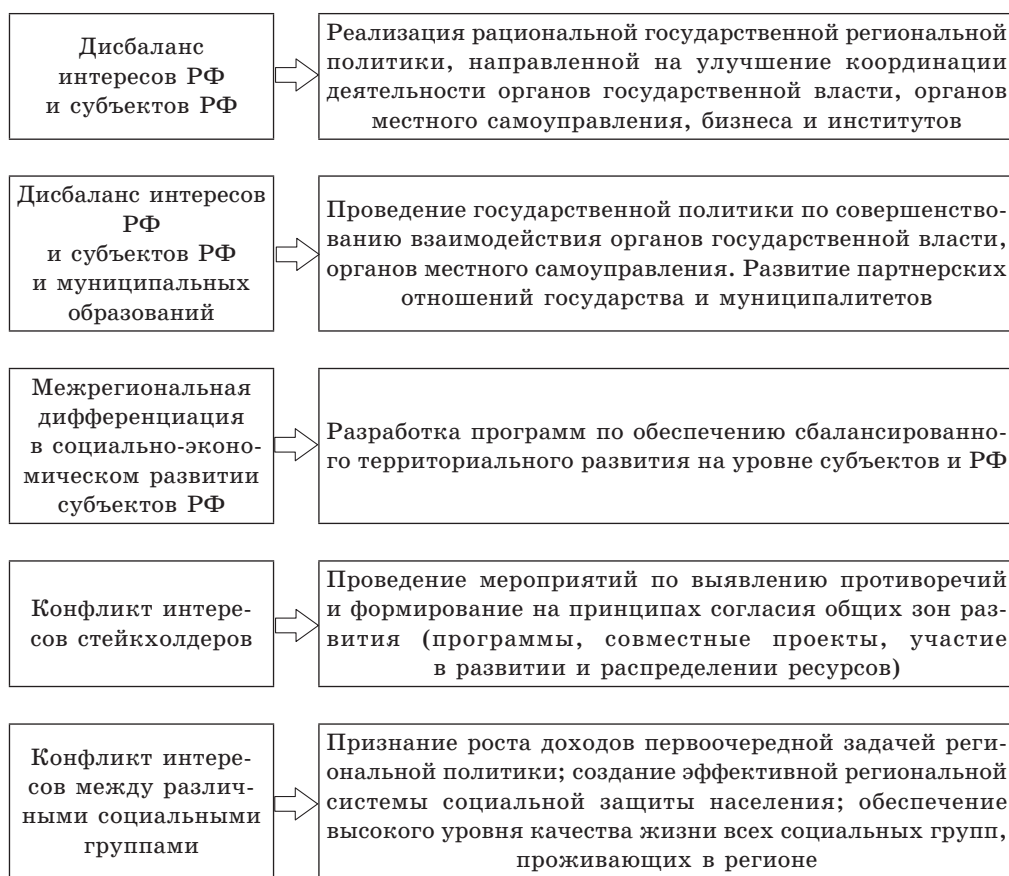 Дисбаланс
интересов РФ
и субъектов РФ
Реализация рациональной государственной региональной
политики, направленной на улучшение координации
деятельности органов государственной власти, органов
местного самоуправления, бизнеса и институтов
Дисбаланс интересов
РФ
и субъектов РФ
и муниципальных
образований
Проведение государственной политики по совершенство-
ванию взаимодействия органов государственной власти,
органов местного самоуправления. Развитие партнерских
отношений государства и муниципалитетов
Межрегиональная
дифференциация
в социально-эконо-
мическом развитии
субъектов РФ
Разработка программ по обеспечению сбалансированно-
го территориального развития на уровне субъектов и РФ
Конфликт интере-
сов стейкхолдеров
Проведение мероприятий по выявлению противоречий
и формирование на принципах согласия общих зон раз-
вития (программы, совместные проекты, участие
в развитии и распределении ресурсов)
Конфликт интере-
сов между различ-
ными социальными
группами
Признание роста доходов первоочередной задачей реги-
ональной политики; создание эффективной региональной
системы социальной защиты населения; обеспечение
высокого уровня качества жизни всех социальных групп,
проживающих в регионе